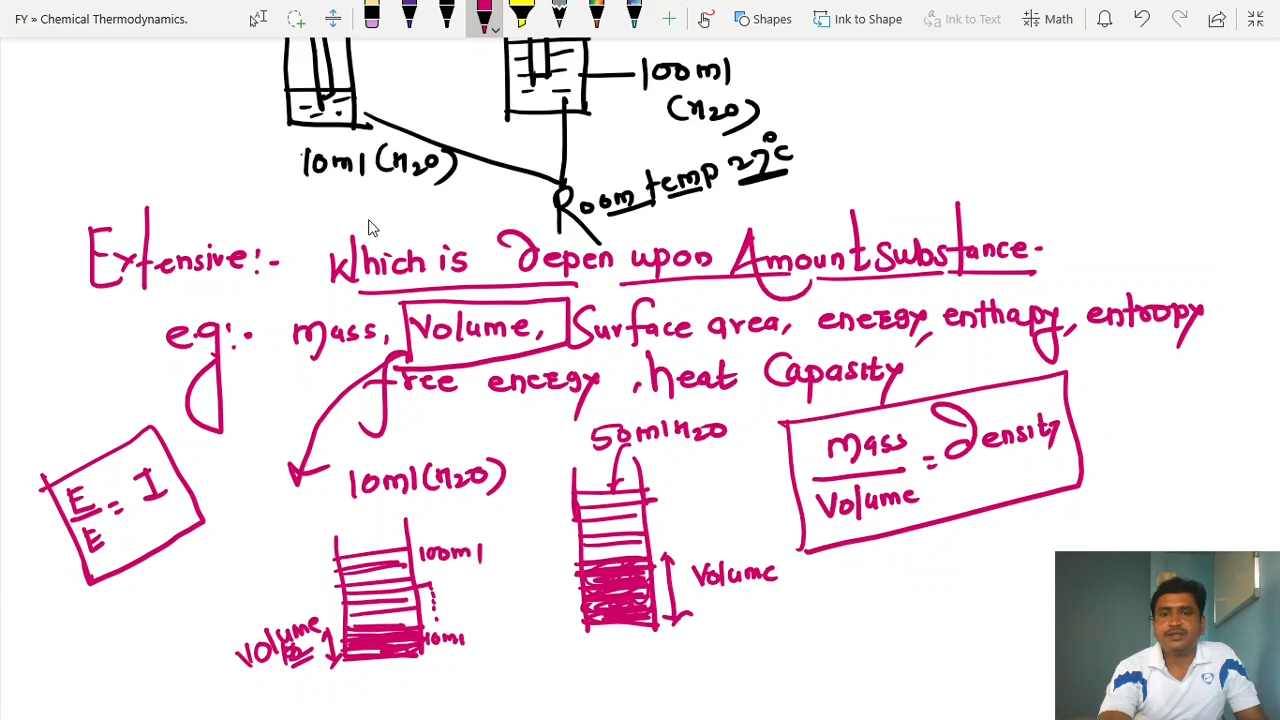 FY » Chemical Thermodynamics.
Shapes Ink to Shape Ink to Text Math
100ml
(H2O)
10ml (H2O)
Room temp 27°C
Extensive:- Which is depen upon Amount Substance.
eg:- mass, Volume, Surface area, energy, enthapy, entropy
free energy, heat Capasity
50ml H2O
mass
Volume
= Density
E
E
= I
10ml (H2O)
100ml
Volume
10ml
Volume